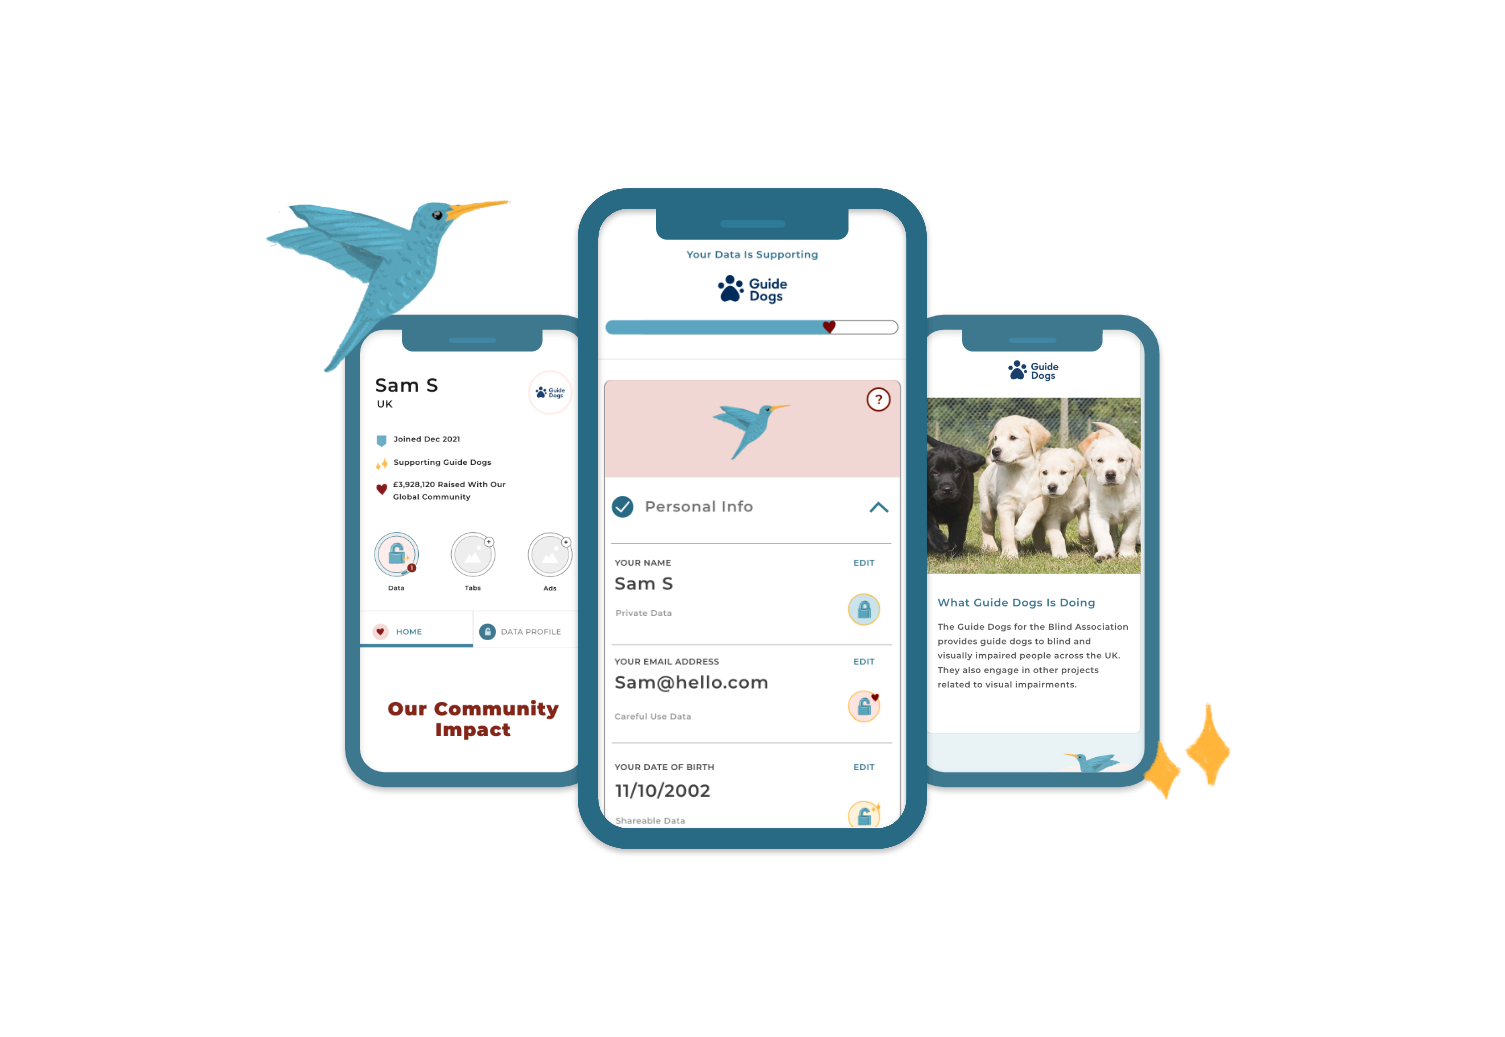 Sam S
UK
Guide
Dogs
Joined Dec 2021
Supporting Guide Dogs
£3,928,120 Raised With Our
Global Community
1
Data
Tabs
Ads
HOME
DATA PROFILE
Our Community
Impact
Your Data Is Supporting
Guide
Dogs
?
Personal Info
YOUR NAME
EDIT
Sam S
Private Data
YOUR EMAIL ADDRESS
EDIT
Sam@hello.com
Careful Use Data
YOUR DATE OF BIRTH
EDIT
11/10/2002
Shareable Data
Guide
Dogs
What Guide Dogs Is Doing
The Guide Dogs for the Blind Association
provides guide dogs to blind and
visually impaired people across the UK.
They also engage in other projects
related to visual impairments.